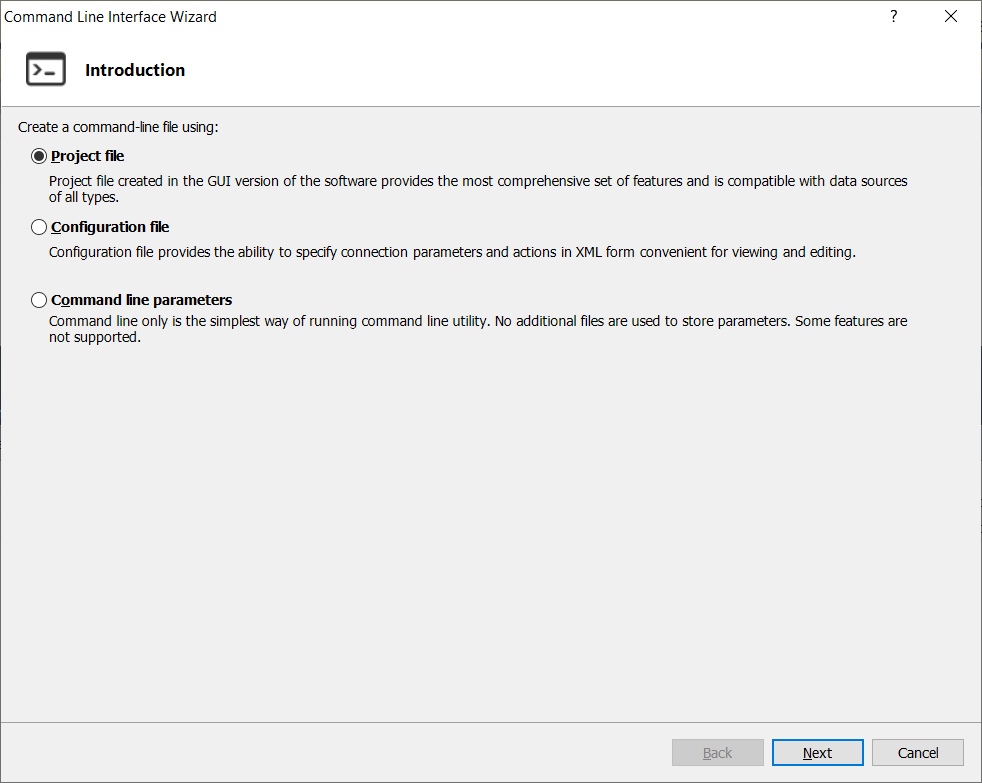 Command Line Interface Wizard
?
>_
Introduction
Create a command-line file using:
Project file
Project file created in the GUI version of the software provides the most comprehensive set of features and is compatible with data sources
of all types.
Configuration file
Configuration file provides the ability to specify connection parameters and actions in XML form convenient for viewing and editing.
Command line parameters
Command line only is the simplest way of running command line utility. No additional files are used to store parameters. Some features are
not supported.
Back
Next
Cancel